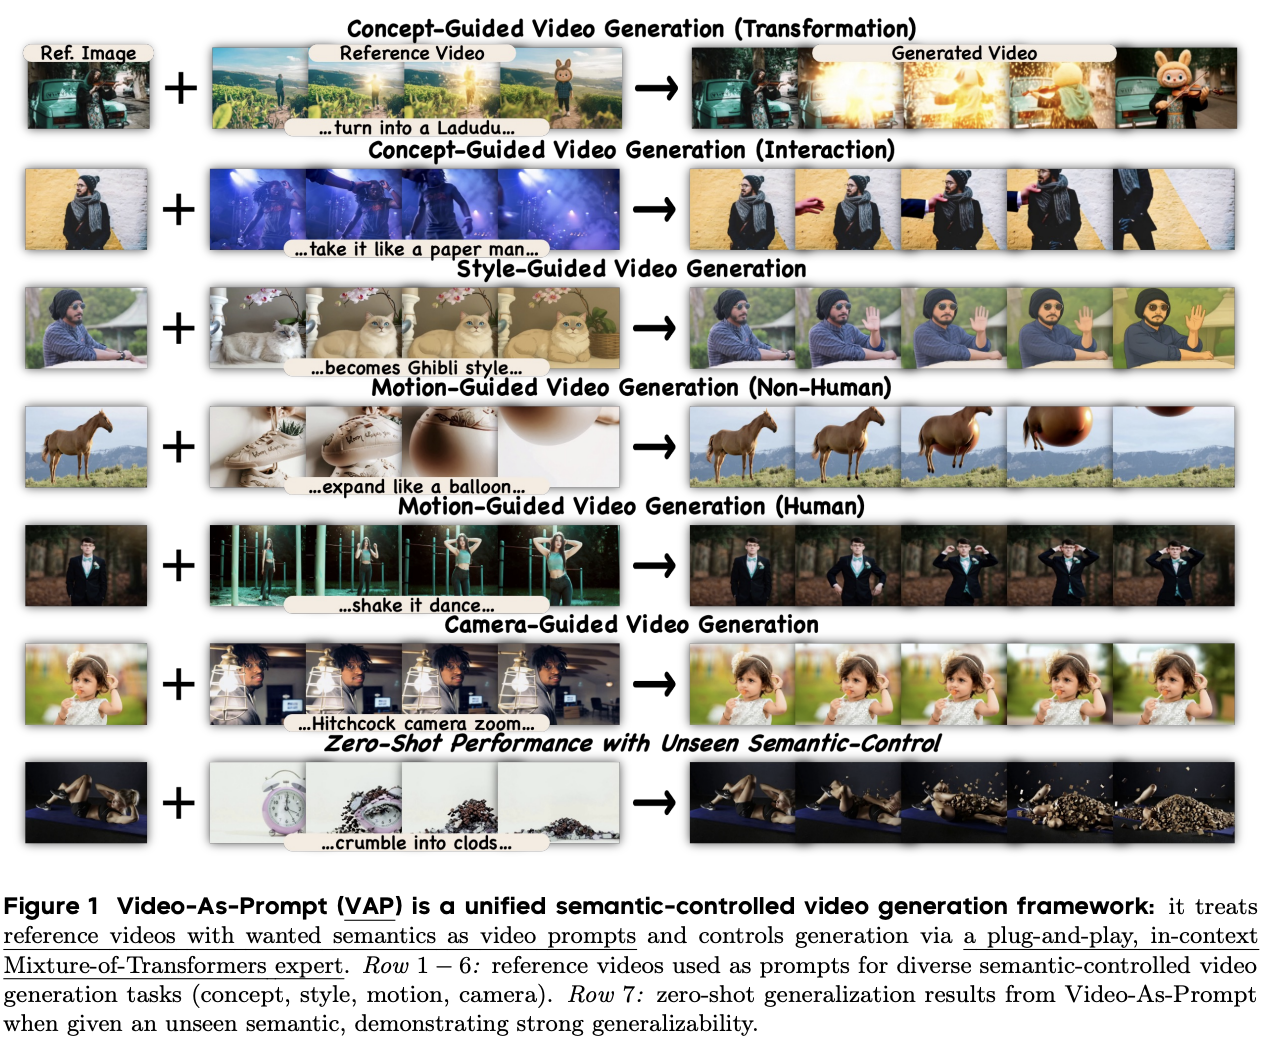 Concept-Guided Video Generation (Transformation)
Ref. Image
Reference Video
Generated Video
...turn into a Ladudu...
Concept-Guided Video Generation (Interaction)
...take it like a paper man...
Style-Guided Video Generation
...becomes Ghibli style...
Motion-Guided Video Generation (Non-Human)
...expand like a balloon...
Motion-Guided Video Generation (Human)
...shake it dance...
Camera-Guided Video Generation
...Hitchcock camera zoom...
Zero-Shot Performance with Unseen Semantic-Control
...crumble into clods...
Figure 1 Video-As-Prompt (VAP) is a unified semantic-controlled video generation framework: it treats
reference videos with wanted semantics as video prompts and controls generation via a plug-and-play, in-context
Mixture-of-Transformers expert. Row 1 – 6: reference videos used as prompts for diverse semantic-controlled video
generation tasks (concept, style, motion, camera). Row 7: zero-shot generalization results from Video-As-Prompt
when given an unseen semantic, demonstrating strong generalizability.